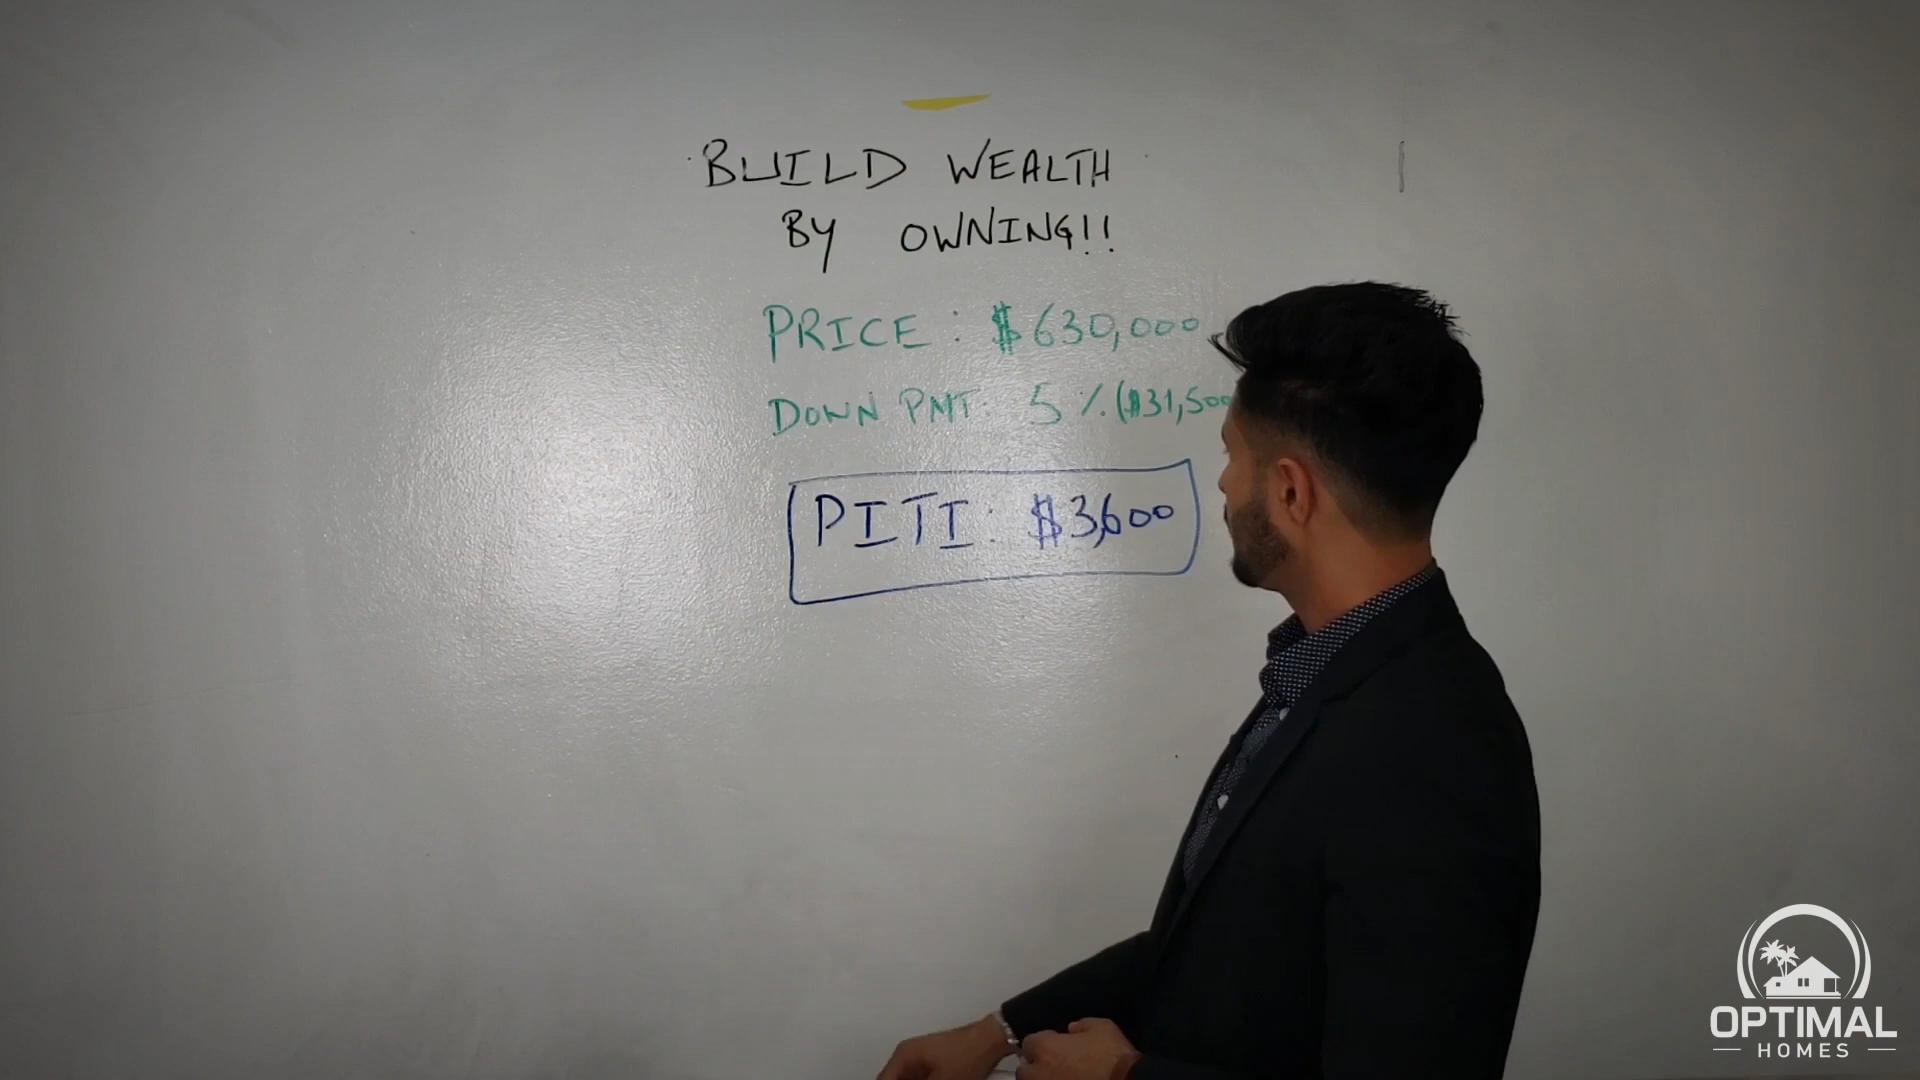 BUILD WEALTH
BY OWNING!!
PRICE: $630,000
DOWN PMT: 5% ($31,500
PITI: $3,600
OPTIMAL
HOMES